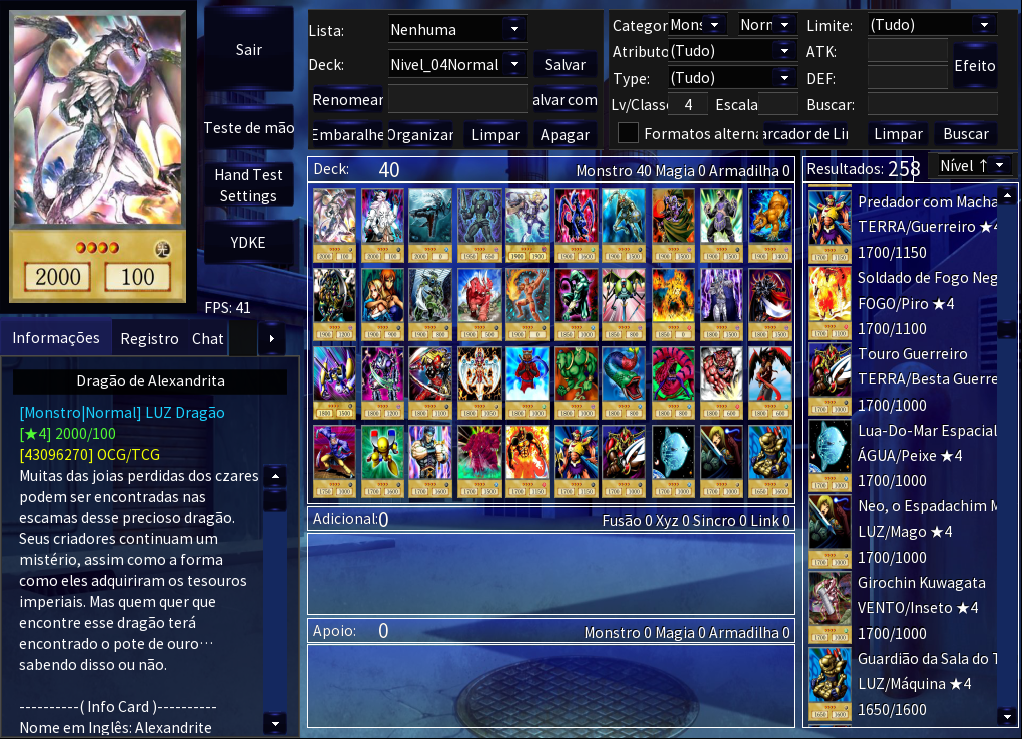 2000
100
Sair
Teste de mão
Hand Test
Settings
YDKE
FPS: 41
Lista:
Nenhuma
Deck:
Nivel_04Normal
Salvar
Renomear
alvar com
Embaralhe
Organizar
Limpar
Apagar
Categor
Mons
Norn
Limite:
(Tudo)
Atributo
(Tudo)
ATK:
Efeito
Type:
(Tudo)
DEF:
Lv/Classe
4
Escala
Buscar:
Formatos alterna
arcador de Lin
Limpar
Buscar
Deck:
40
Monstro 40 Magia 0 Armadilha 0
Resultados:
258
Nível ↑
Informações
Registro
Chat
Dragão de Alexandrita
[Monstro|Normal] LUZ Dragão
[★4] 2000/100
[43096270] OCG/TCG
Muitas das joias perdidas dos czares
podem ser encontradas nas
escamas desse precioso dragão.
Seus criadores continuam um
mistério, assim como a forma
como eles adquiriram os tesouros
imperiais. Mas quem quer que
encontre esse dragão terá
encontrado o pote de ouro…
sabendo disso ou não.
----------( Info Card )----------
Nome em Inglês: Alexandrite
Adicional:
0
Fusão 0 Xyz 0 Sincro 0 Link 0
Apoio:
0
Monstro 0 Magia 0 Armadilha 0
Predador com Macha
TERRA/Guerreiro ★4
1700/1150
Soldado de Fogo Neg
FOGO/Piro ★4
1700/1100
Touro Guerreiro
TERRA/Besta Guerre
1700/1000
Lua-Do-Mar Espacial
ÁGUA/Peixe ★4
1700/1000
Neo, o Espadachim M
LUZ/Mago ★4
1700/1000
Girochin Kuwagata
VENTO/Inseto ★4
1700/1000
Guardião da Sala do T
LUZ/Máquina ★4
1650/1600